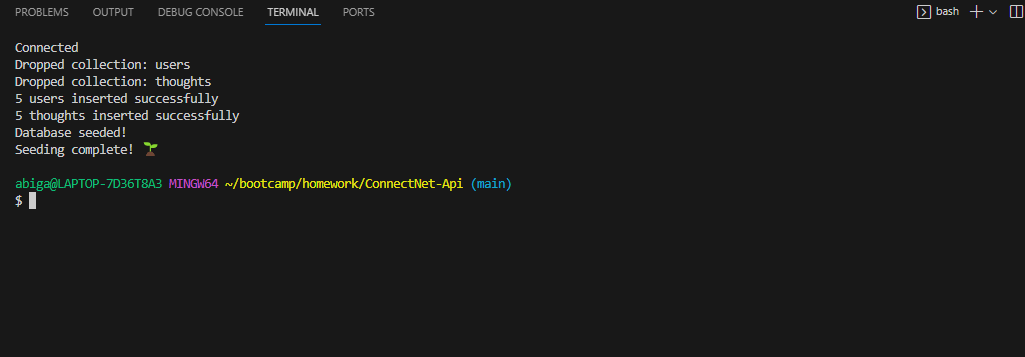 PROBLEMS OUTPUT DEBUG CONSOLE TERMINAL PORTS bash
Connected
Dropped collection: users
Dropped collection: thoughts
5 users inserted successfully
5 thoughts inserted successfully
Database seeded!
Seeding complete! 🌱
abiga@LAPTOP-7D36T8A3 MINGW64 ~/bootcamp/homework/ConnectNet-Api (main)
$